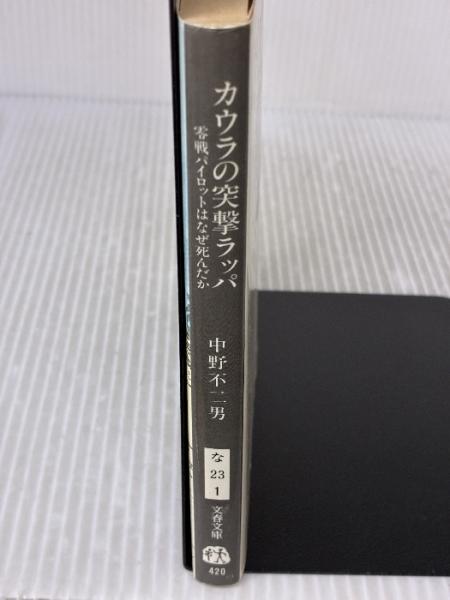 カウラの突撃ラッパ
零戦パイロットはなぜ死んだか
中野不二男
な
23
1
文春文庫
420